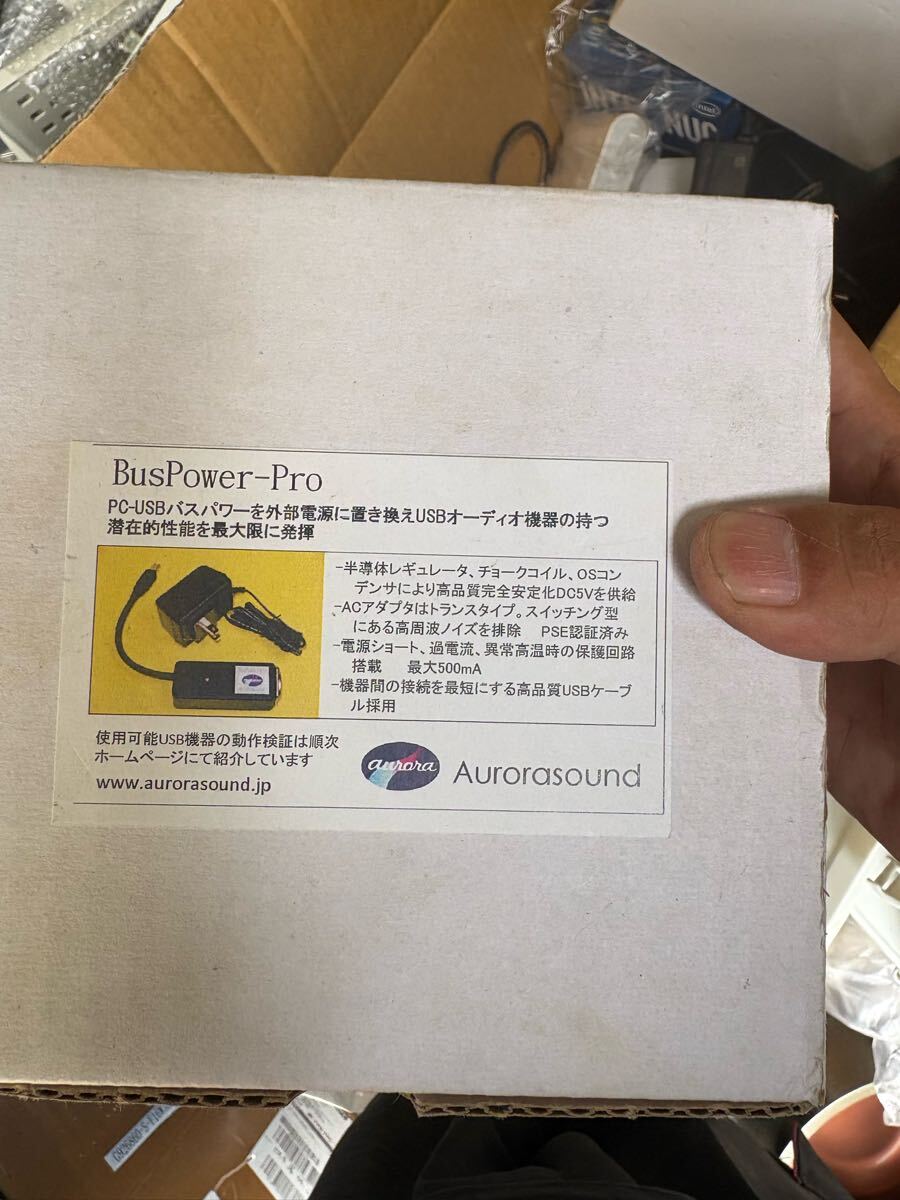 NUC
BusPower-Pro
PC-USBバスパワーを外部電源に置き換えUSBオーディオ機器の持つ
潜在的性能を最大限に発揮
-半導体レギュレータ、チョークコイル、OSコン
デンサにより高品質完全安定化DC5Vを供給
-ACアダプタはトランスタイプ。スイッチング型
にある高周波ノイズを排除 PSE認証済み
-電源ショート、過電流、異常高温時の保護回路
搭載 最大500mA
-機器間の接続を最短にする高品質USBケーブ
ル採用
使用可能USB機器の動作検証は順次
ホームページにて紹介しています
www.aurorasound.jp
aurora
Aurorasound